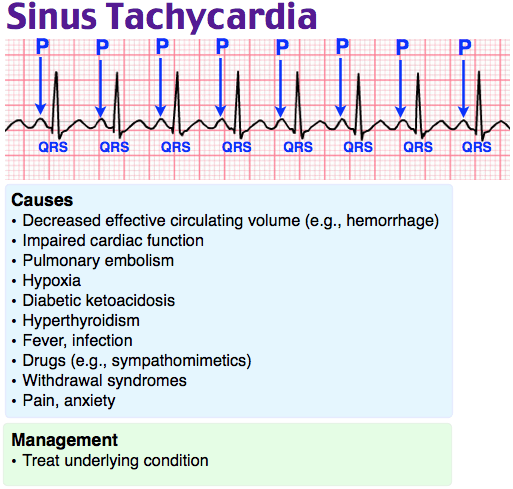 Sinus Tachycardia
P P P P P P P P
QRS QRS QRS QRS QRS QRS QRS QRS
Causes
• Decreased effective circulating volume (e.g., hemorrhage)
• Impaired cardiac function
• Pulmonary embolism
• Hypoxia
• Diabetic ketoacidosis
• Hyperthyroidism
• Fever, infection
• Drugs (e.g., sympathomimetics)
• Withdrawal syndromes
• Pain, anxiety
Management
• Treat underlying condition